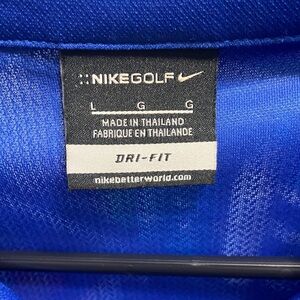 NIKEGOLF
L G G
MADE IN THAILAND
FABRIQUE EN THAILANDE
DRI-FIT
nikebetterworld.com